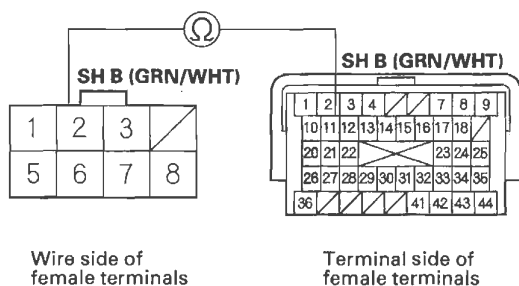 Ω
SH B (GRN/WHT)
SH B (GRN/WHT)
1 2 3
5 6 7 8
1 2 3 4 7 8 9
10 11 12 13 14 15 16 17 18
20 21 22 23 24 25
26 27 28 29 30 31 32 33 34 35
36 41 42 43 44
Wire side of
female terminals
Terminal side of
female terminals